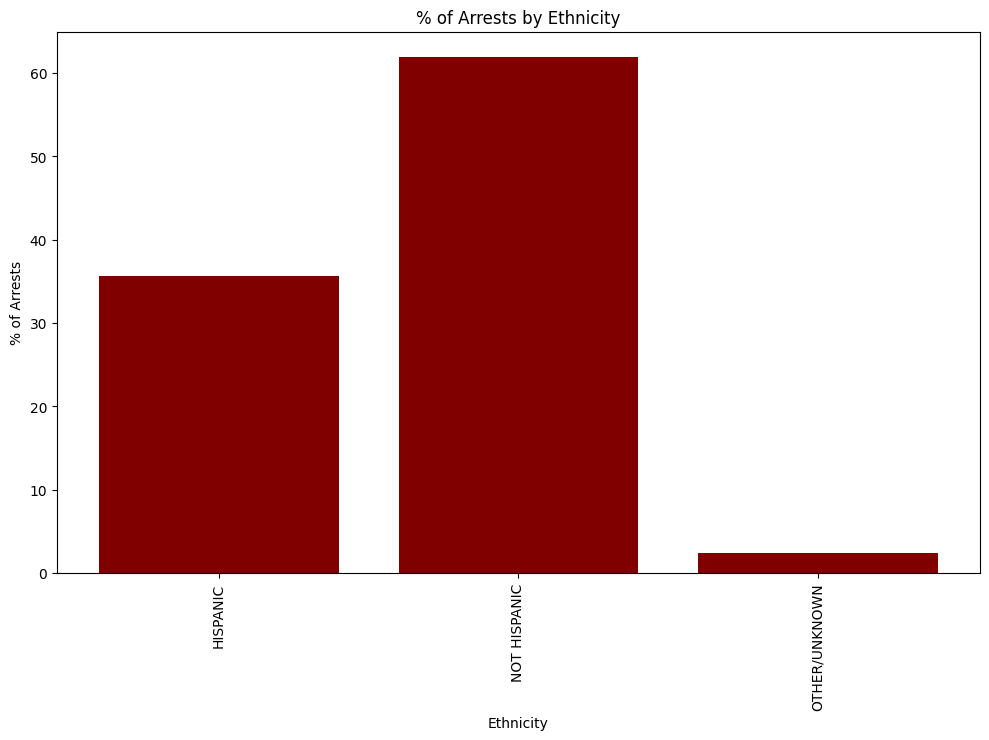 % of Arrests by Ethnicity
% of Arrests
60
50
40
30
20
10
0
HISPANIC
NOT HISPANIC
OTHER/UNKNOWN
Ethnicity